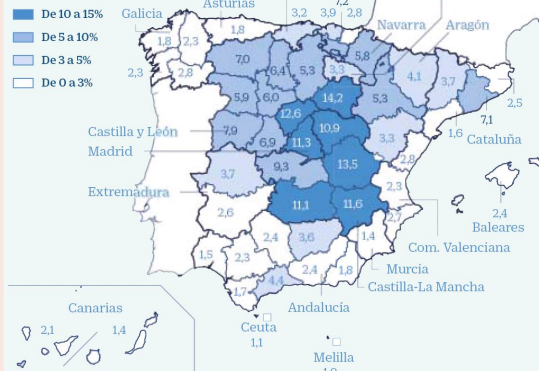 De 10 a 15%
De 5 a 10%
De 3 a 5%
De 0 a 3%
Galicia
Asturias
Navarra
Aragón
7,2
3,2
3,9
2,8
1,8
2,3
1,8
7,0
6,4
5,3
3,3
5,8
4,1
3,7
2,3
2,8
5,9
6,0
14,2
5,3
7,1
2,5
12,6
10,9
Castilla y León
7,9
6,9
11,3
3,3
1,6
Cataluña
Madrid
3,7
9,3
13,5
2,8
Extremadura
2,6
11,1
11,6
2,3
2,7
2,4
Baleares
1,5
2,3
2,4
3,6
1,4
Com. Valenciana
1,7
4,4
2,4
1,8
Murcia
Castilla-La Mancha
Andalucía
Canarias
2,1
1,4
Ceuta
1,1
Melilla